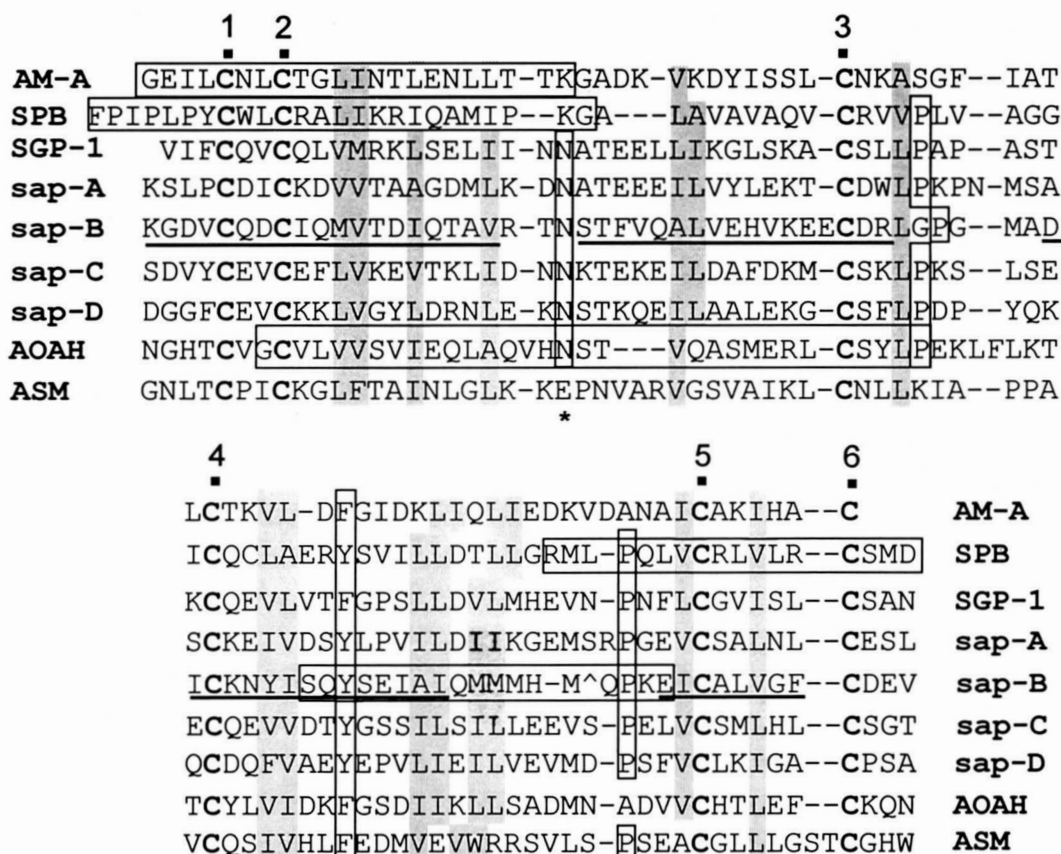 1 2 3
AM-A GEILCNLCTGLINTLENLLT-TKGADK-VKDYISSL-CNKASGF--IAT
SPB FPIPLPYCWLCRALIKRIQAMIP--KGA---LAVAVAQV-CRVVPLV--AGG
SGP-1 VIFCQVCQLVMRKLSELII-NNATEELLIKGLSKA-CSLLPAP--AST
sap-A KSLPCDICKDVVTAAGDMLK-DNATEEEILVYLEKT-CDWLPKPN-MSA
sap-B KGDVCQDCIQMVTDIQTAVR-TNSTFVQALVEHVKEECDRLGPG--MAD
sap-C SDVYCEVCEFLVKEVTKLID-NNKTEKEILDAFDKM-CSKLPKS--LSE
sap-D DGGFCEVCKKLVGYLDRNLE-KNSTKQEILAALEKG-CSFLPDP--YQK
AOAH NGHTCVGCVLVVSVIEQLAQVHNST---VQASMERL-CSYLPEKLFLKT
ASM GNLTCPICKGLFTAINLGLK-KEPNVARVGSVAIKL-CNLLKIA--PPA
*
4 5 6
LCTKVL-DFGIDKLIQLIEDKVDANAICAKIHA--C AM-A
ICQCLAERYSVILLDTLLGRML-PQLVCRLVLR--CSMD SPB
KCQEVLVTFGPSLLDVLMHEVN-PNFLCGVISL--CSAN SGP-1
SCKEIVDSYLPVILDIIKGEMSRPGEVCSALNL--CESL sap-A
ICKNYISQYSEIAIQMMMH-M^QPKEICALVGF--CDEV sap-B
ECQEVVDTYGSSILSILLEEVS-PELVCSMLHL--CSGT sap-C
QCDQFVAEYEPVLIEILVEVMD-PSFVCLKIGA--CPSA sap-D
TCYLVIDKFGSDIIKLLSADMN-ADVVCHTLEF--CKQN AOAH
VCQSIVHLFEDMVEVWRRSVLS-PSEACGLLLGSTCGHW ASM